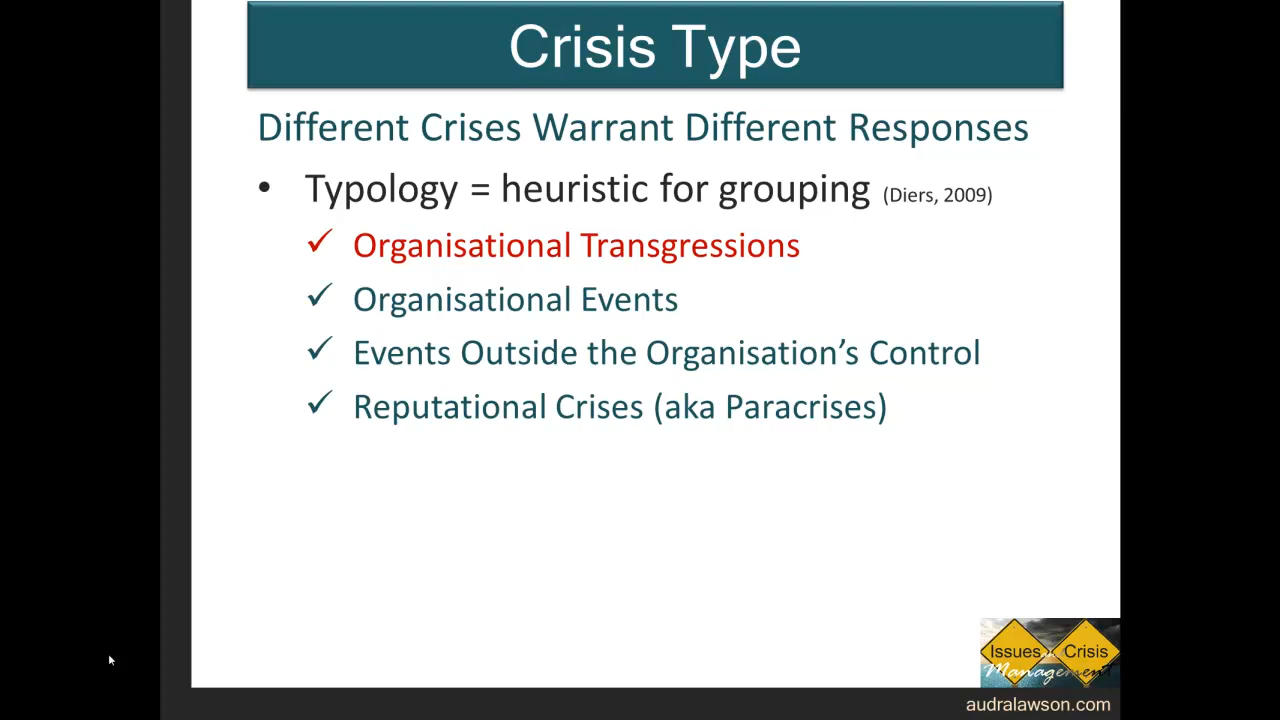 Crisis Type
Different Crises Warrant Different Responses
• Typology = heuristic for grouping (Diers, 2009)
✓ Organisational Transgressions
✓ Organisational Events
✓ Events Outside the Organisation’s Control
✓ Reputational Crises (aka Paracrises)
Issues Crisis
Management
audralawson.com